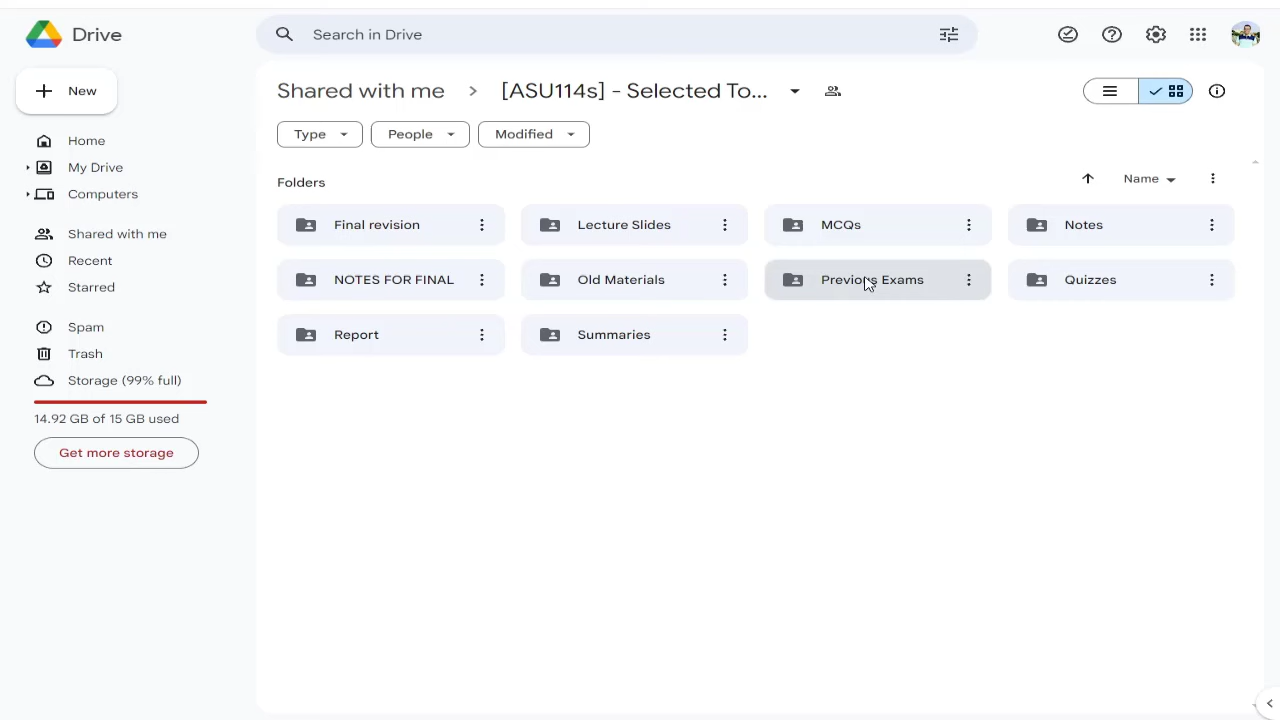 Drive
Search in Drive
New
Shared with me
[ASU114s] - Selected To...
Type
People
Modified
Home
My Drive
Computers
Shared with me
Recent
Starred
Spam
Trash
Storage (99% full)
14.92 GB of 15 GB used
Get more storage
Folders
Name
Final revision
Lecture Slides
MCQs
Notes
NOTES FOR FINAL
Old Materials
Previous Exams
Quizzes
Report
Summaries